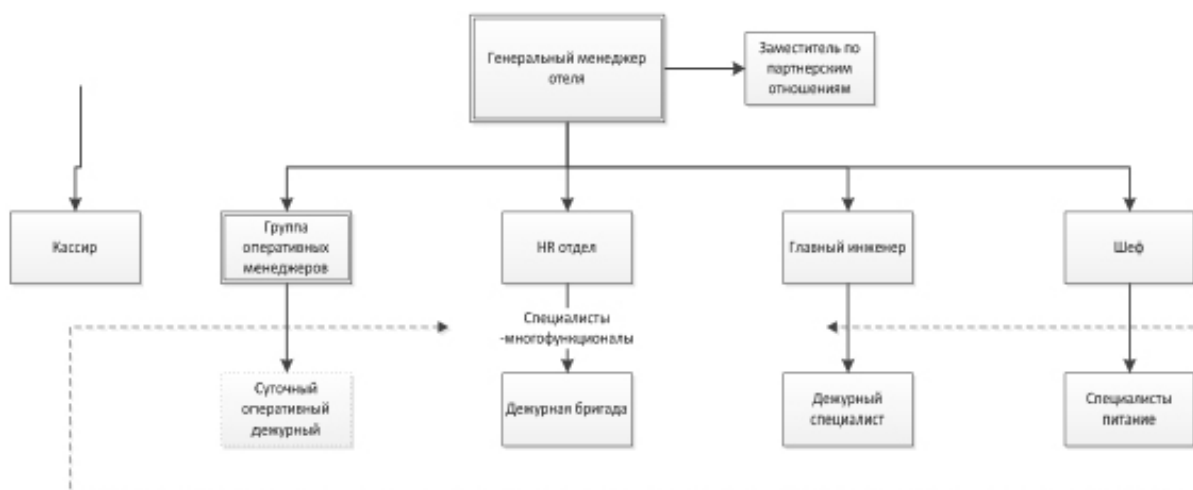 Генеральный менеджер
отеля
Заместитель по
партнерским
отношениям
Кассир
Группа
оперативных
менеджеров
HR отдел
Главный инженер
Шеф
Специалисты
-многофункционалы
Суточный
оперативный
дежурный
Дежурная бригада
Дежурный
специалист
Специалисты
питание